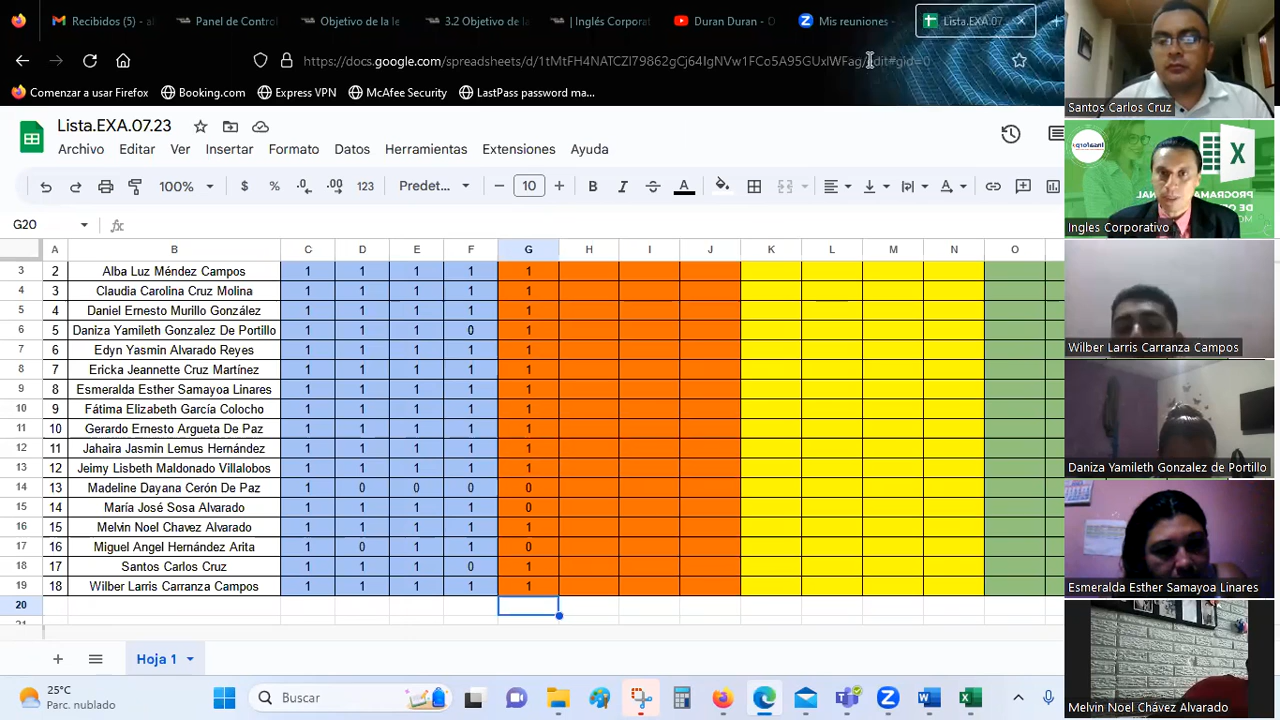 Recibidos (5) - a
Panel de Control
Objetivo de la le
3.2 Objetivo de la
| Inglés Corporat
Duran Duran - O
Mis reuniones -
Lista.EXA.07.
https://docs.google.com/spreadsheets/d/1tMtFH4NATCZI79862gCj64IgNVw1FCo5A95GUxIWFag/edit#gid=0
Comenzar a usar Firefox
Booking.com
Express VPN
McAfee Security
LastPass password ma...
Lista.EXA.07.23
Archivo Editar Ver Insertar Formato Datos Herramientas Extensiones Ayuda
100% $ % .0 .00 123 Predet... − 10 + B I S A
G20 fx
A B C D E F G H I J K L M N O
3 2 Alba Luz Méndez Campos 1 1 1 1 1
4 3 Claudia Carolina Cruz Molina 1 1 1 1 1
5 4 Daniel Ernesto Murillo González 1 1 1 1 1
6 5 Daniza Yamileth Gonzalez De Portillo 1 1 1 0 1
7 6 Edyn Yasmin Alvarado Reyes 1 1 1 1 1
8 7 Ericka Jeannette Cruz Martínez 1 1 1 1 1
9 8 Esmeralda Esther Samayoa Linares 1 1 1 1 1
10 9 Fátima Elizabeth García Colocho 1 1 1 1 1
11 10 Gerardo Ernesto Argueta De Paz 1 1 1 1 1
12 11 Jahaira Jasmin Lemus Hernández 1 1 1 1 1
13 12 Jeimy Lisbeth Maldonado Villalobos 1 1 1 1 1
14 13 Madeline Dayana Cerón De Paz 1 0 0 0 0
15 14 María José Sosa Alvarado 1 1 1 1 0
16 15 Melvin Noel Chavez Alvarado 1 1 1 1 1
17 16 Miguel Angel Hernández Arita 1 0 1 1 0
18 17 Santos Carlos Cruz 1 1 1 0 1
19 18 Wilber Larris Carranza Campos 1 1 1 1 1
20
21
Hoja 1
25°C
Parc. nublado
Buscar
Santos Carlos Cruz
Insaforp
X
PROGRAMA NAL
DE
Ingles Corporativo
Wilber Larris Carranza Campos
Daniza Yamileth Gonzalez de Portillo
Esmeralda Esther Samayoa Linares
Melvin Noel Chávez Alvarado